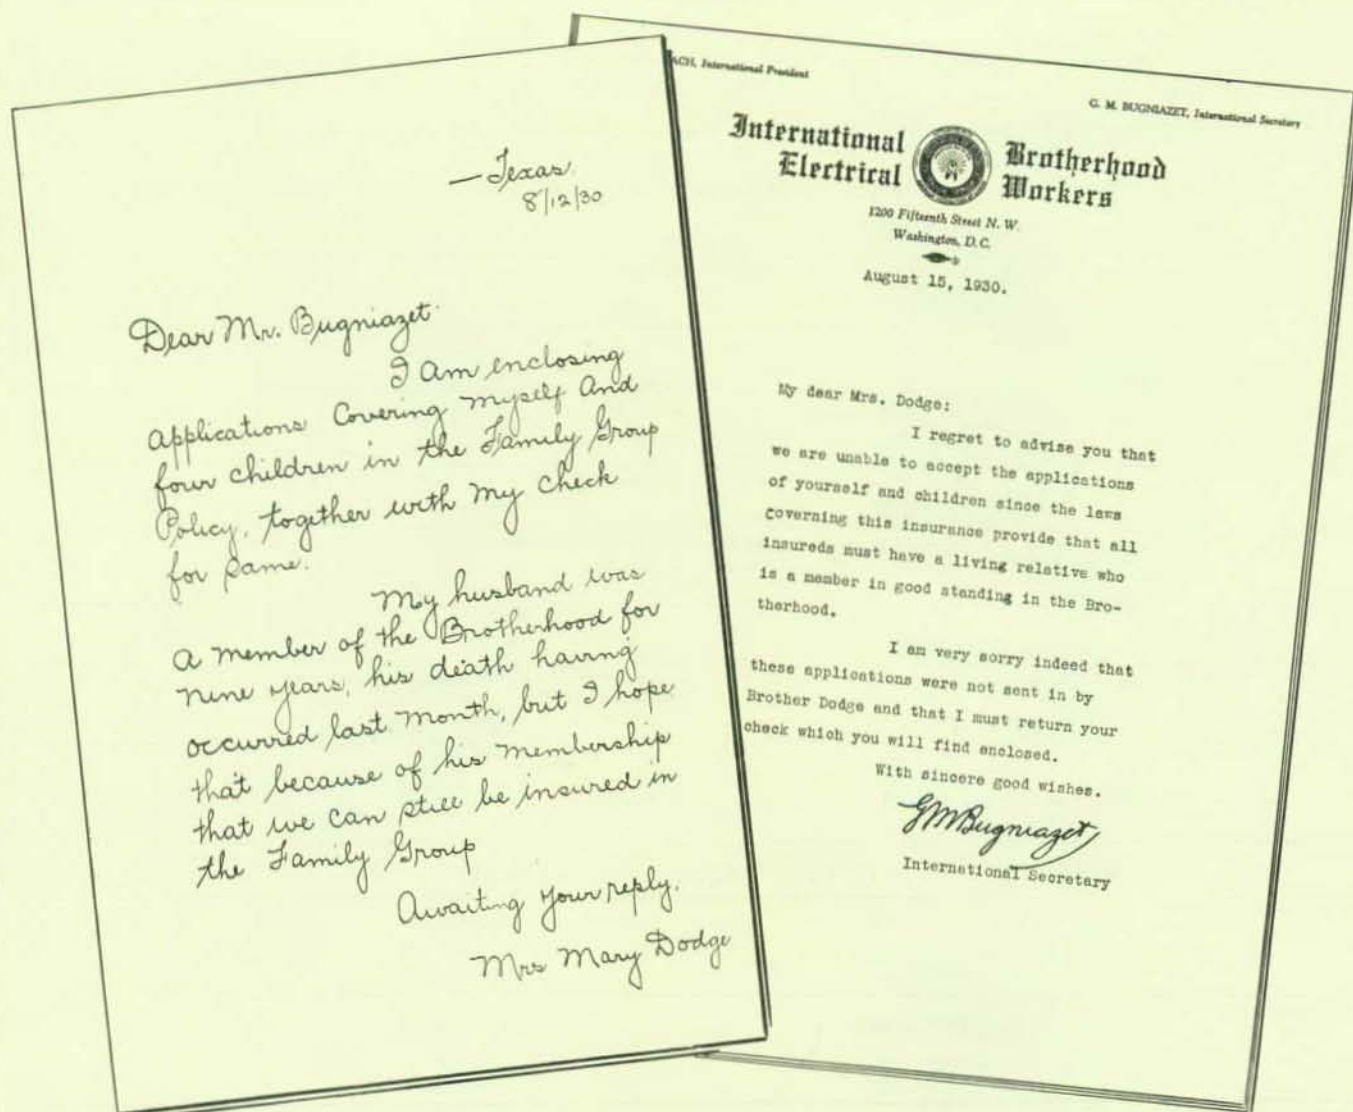 — Texas.
8/12/30
Dear Mr. Bugniazet.
I Am enclosing
applications Covering myself And
four children in the Family Group
Policy, together with my check
for same.
My husband was
A member of the Brotherhood for
nine years, his death having
occurred last month, but I hope
that because of his membership
that we can still be insured in
the Family Group
Awaiting your reply.
Mrs Mary Dodge
ACH, International President
G. M. BUGNIAZET, International Secretary
International Brotherhood
Electrical Workers
1200 Fifteenth Street N. W.
Washington, D. C.
August 15, 1930.
My dear Mrs. Dodge:
I regret to advise you that
we are unable to accept the applications
of yourself and children since the laws
covering this insurance provide that all
insureds must have a living relative who
is a member in good standing in the Bro-
therhood.
I am very sorry indeed that
these applications were not sent in by
Brother Dodge and that I must return your
check which you will find enclosed.
With sincere good wishes.
GMBugniazet
International Secretary